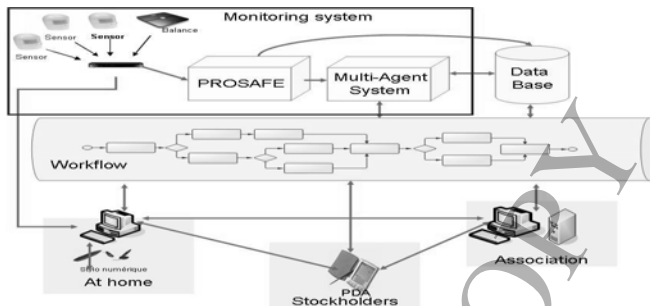 Monitoring system
Sensor
Sensor
Sensor
Balance
PROSAFE
Multi-Agent
System
Data
Base
Workflow
Stylo numérique
At home
PDA
Stockholders
Association
O P Y